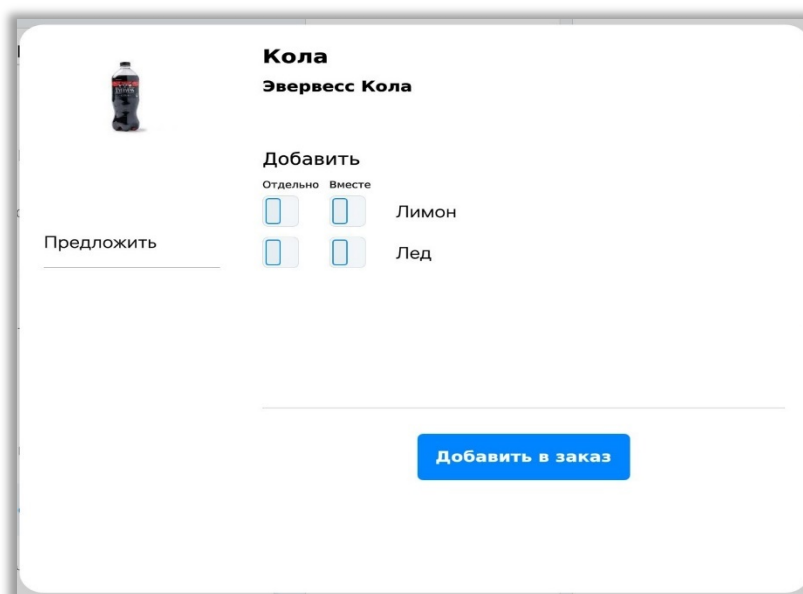 Кола
Эвервесс Кола
Добавить
Отдельно Вместе
Лимон
Предложить
Лед
Добавить в заказ